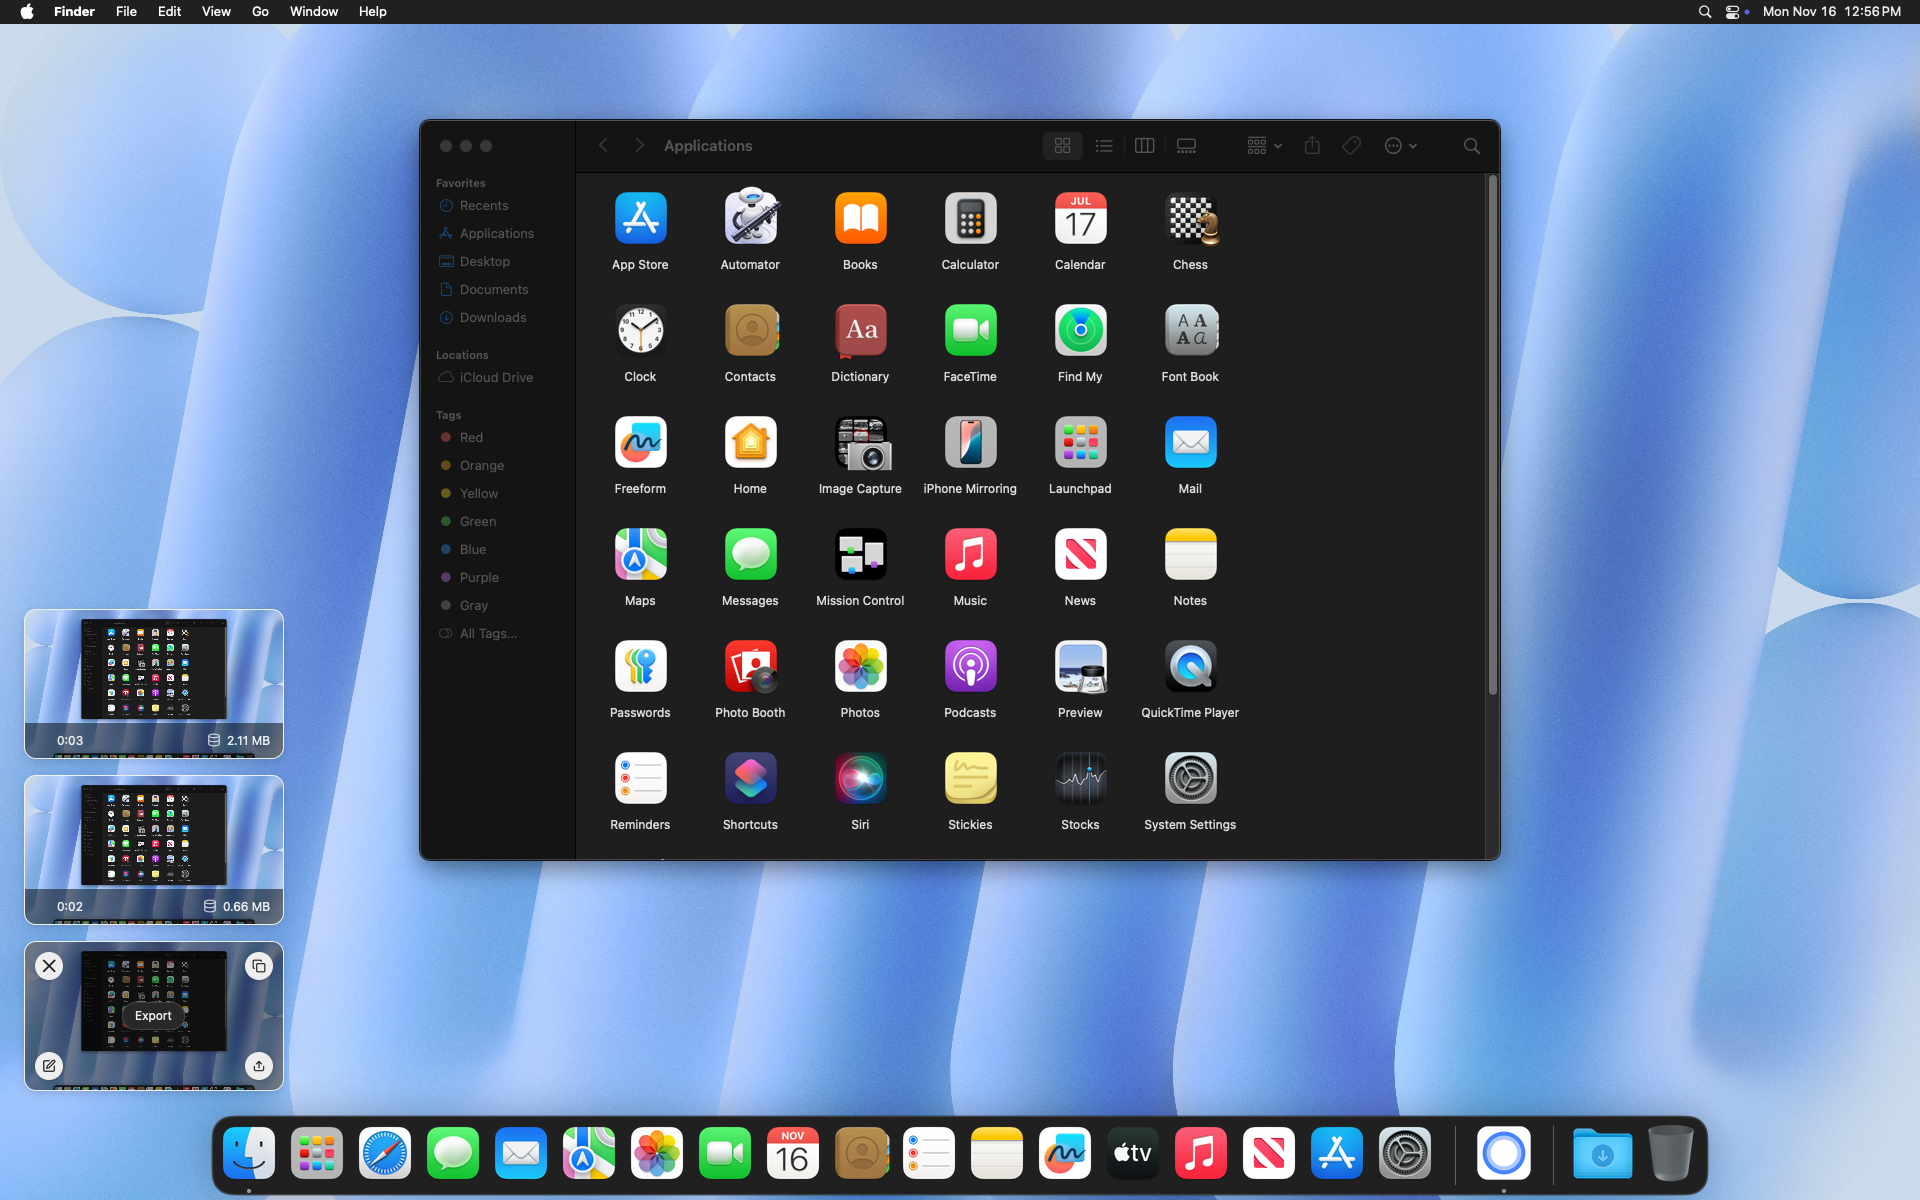 Finder File Edit View Go Window Help
Mon Nov 16 12:56 PM
Applications
Favorites
Recents
Applications
Desktop
Documents
Downloads
Locations
iCloud Drive
Tags
Red
Orange
Yellow
Green
Blue
Purple
Gray
All Tags...
JUL
17
App Store Automator Books Calculator Calendar Chess
Aa
A A
A a
Clock Contacts Dictionary FaceTime Find My Font Book
Freeform Home Image Capture iPhone Mirroring Launchpad Mail
Maps Messages Mission Control Music News Notes
Passwords Photo Booth Photos Podcasts Preview QuickTime Player
Reminders Shortcuts Siri Stickies Stocks System Settings
0:03 2.11 MB
0:02 0.66 MB
Export
NOV
16
tv